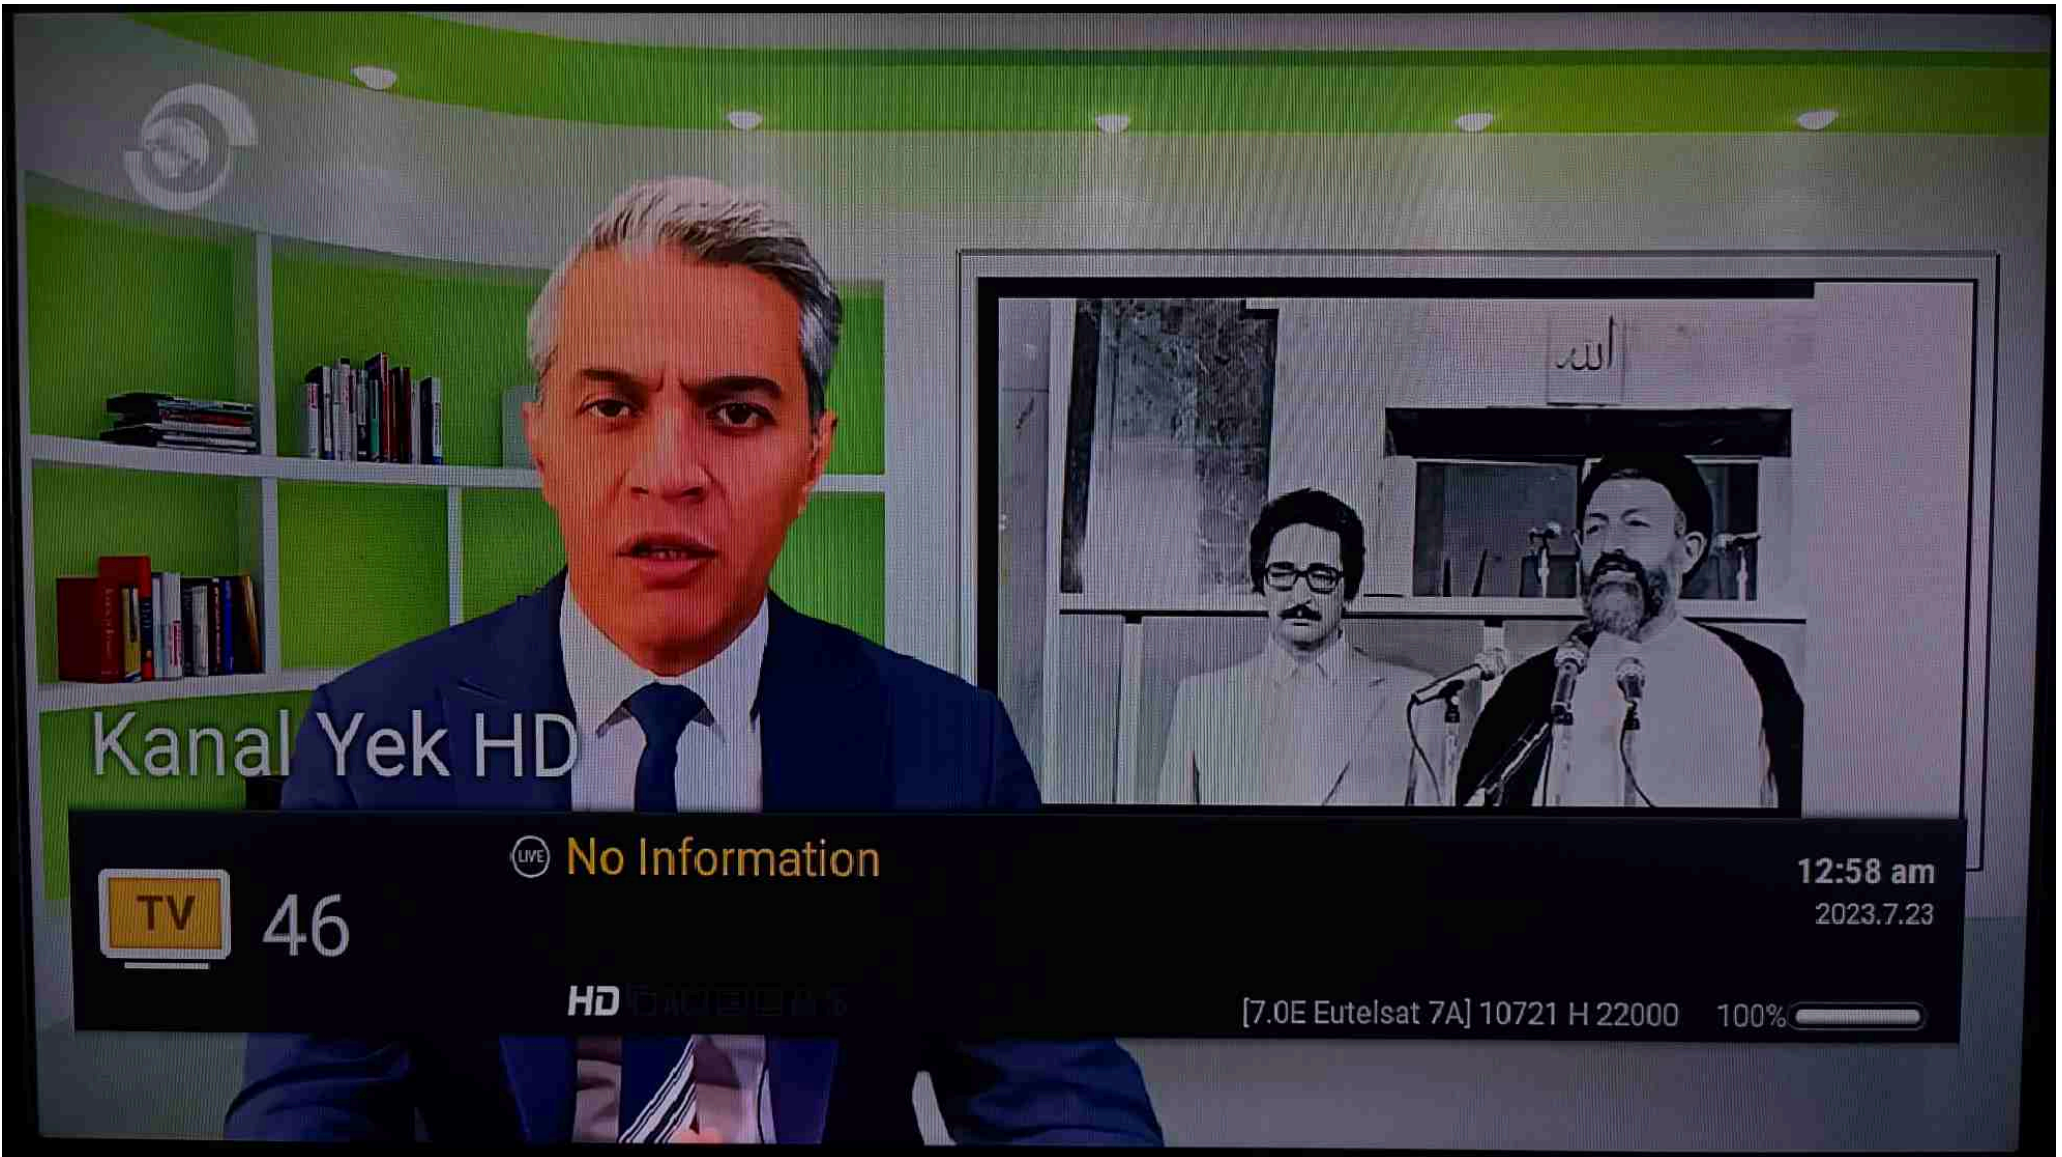 الله
Kanal Yek HD
LIVE No Information
12:58 am
TV 46
2023.7.23
HD
[7.0E Eutelsat 7A] 10721 H 22000 100%